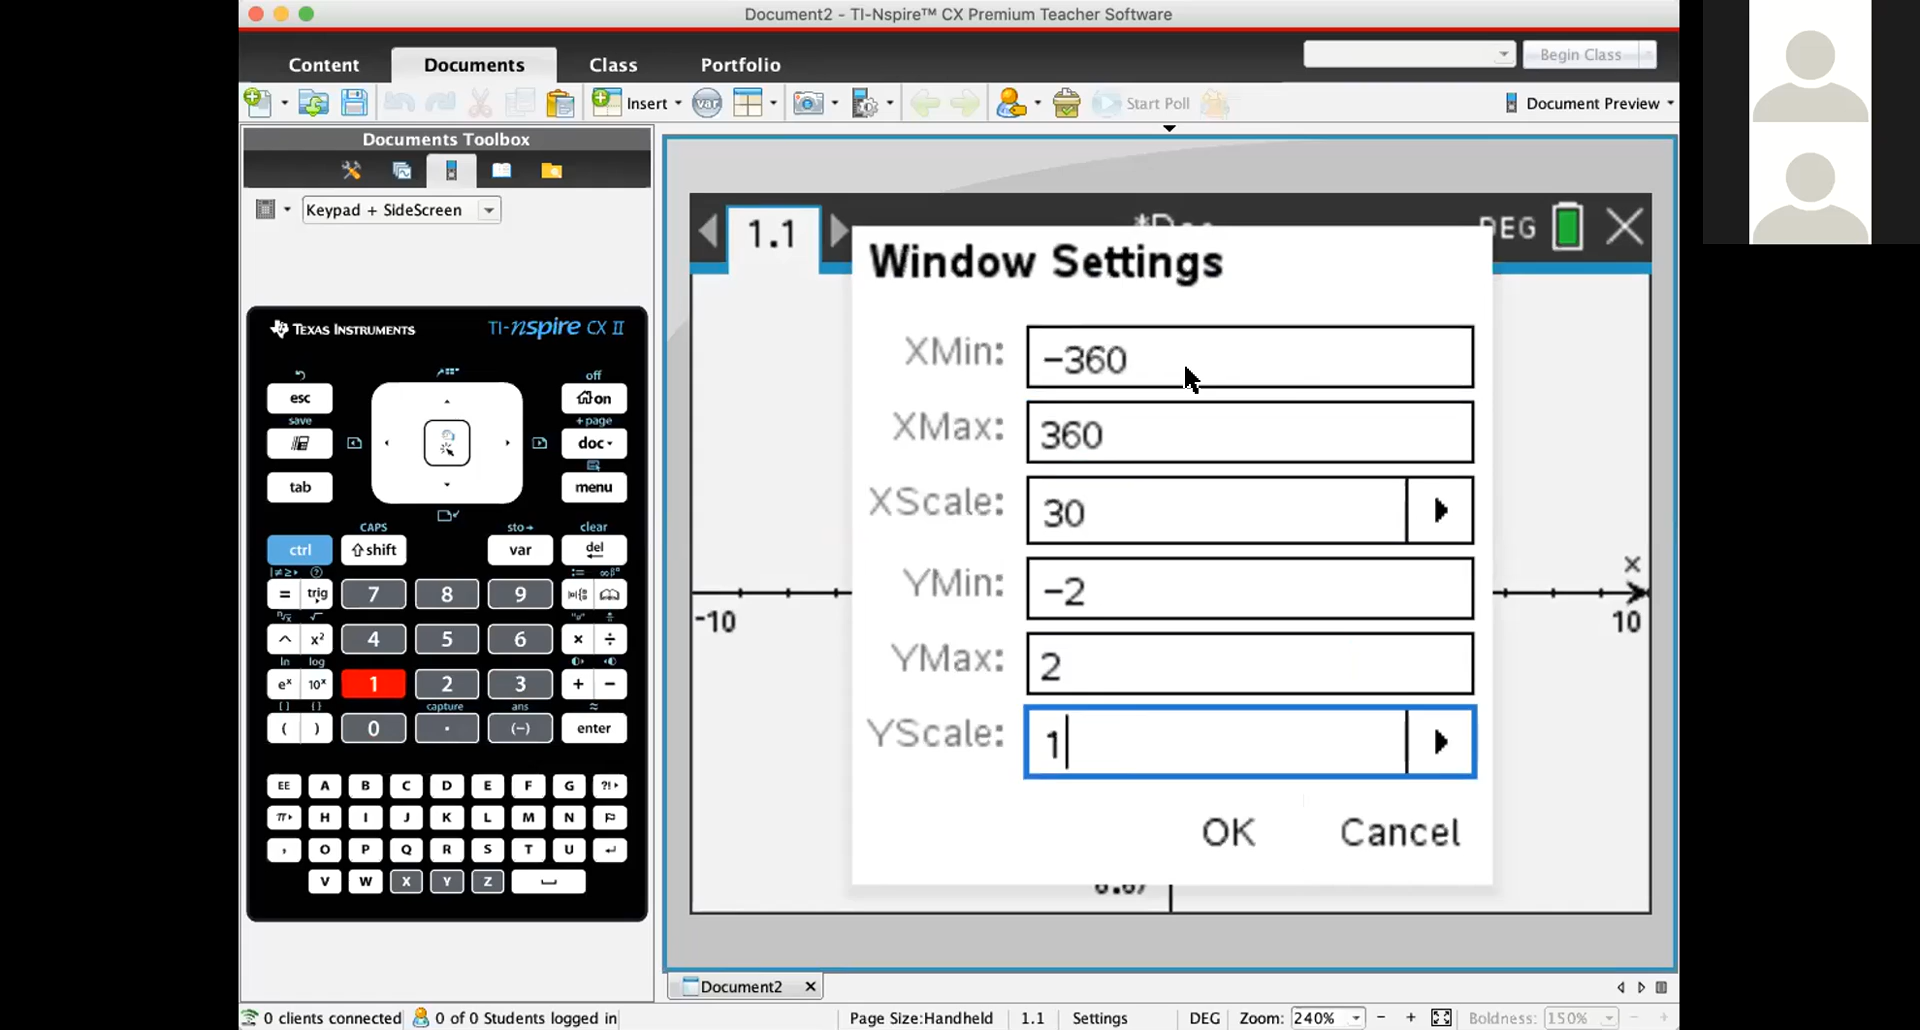 Document2 - TI-Nspire™ CX Premium Teacher Software
Content Documents Class Portfolio
Begin Class
Insert
var
Start Poll
Document Preview
Documents Toolbox
Keypad + SideScreen
TEXAS INSTRUMENTS TI-nspire CX II
off
esc
on
save
+ page
doc
tab
menu
CAPS
sto→
clear
ctrl
shift
var
del
= trig 7 8 9
^ x² 4 5 6 × ÷
ln log
eˣ 10ˣ 1 2 3 + −
[ ] { } capture ans ≈
( ) 0 . (−) enter
EE A B C D E F G ?!▸
π▸ H I J K L M N
, O P Q R S T U ↵
V W X Y Z
1.1
DEG
Window Settings
XMin: −360
XMax: 360
XScale: 30
YMin: −2
YMax: 2
YScale: 1
OK Cancel
x
-10
10
Document2
0 clients connected 0 of 0 Students logged in Page Size:Handheld 1.1 Settings DEG Zoom: 240% − + Boldness: 150% − +